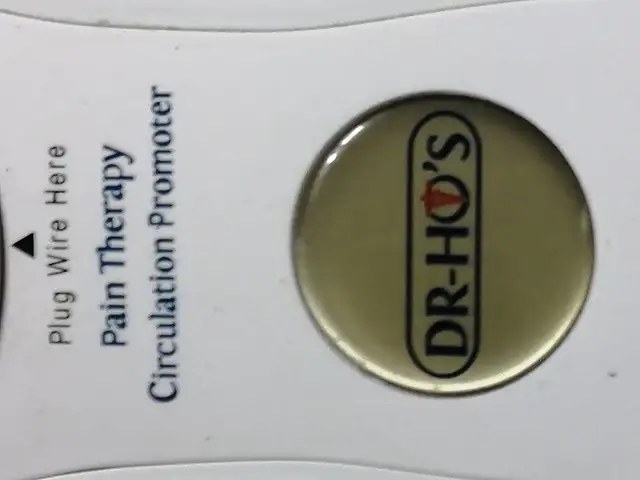 Plug Wire Here
Pain Therapy
Circulation Promoter
DR-HO'S